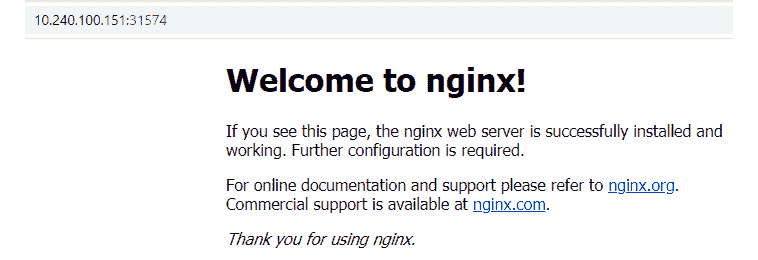 10.240.100.151:31574
Welcome to nginx!
If you see this page, the nginx web server is successfully installed and
working. Further configuration is required.
For online documentation and support please refer to nginx.org.
Commercial support is available at nginx.com.
Thank you for using nginx.